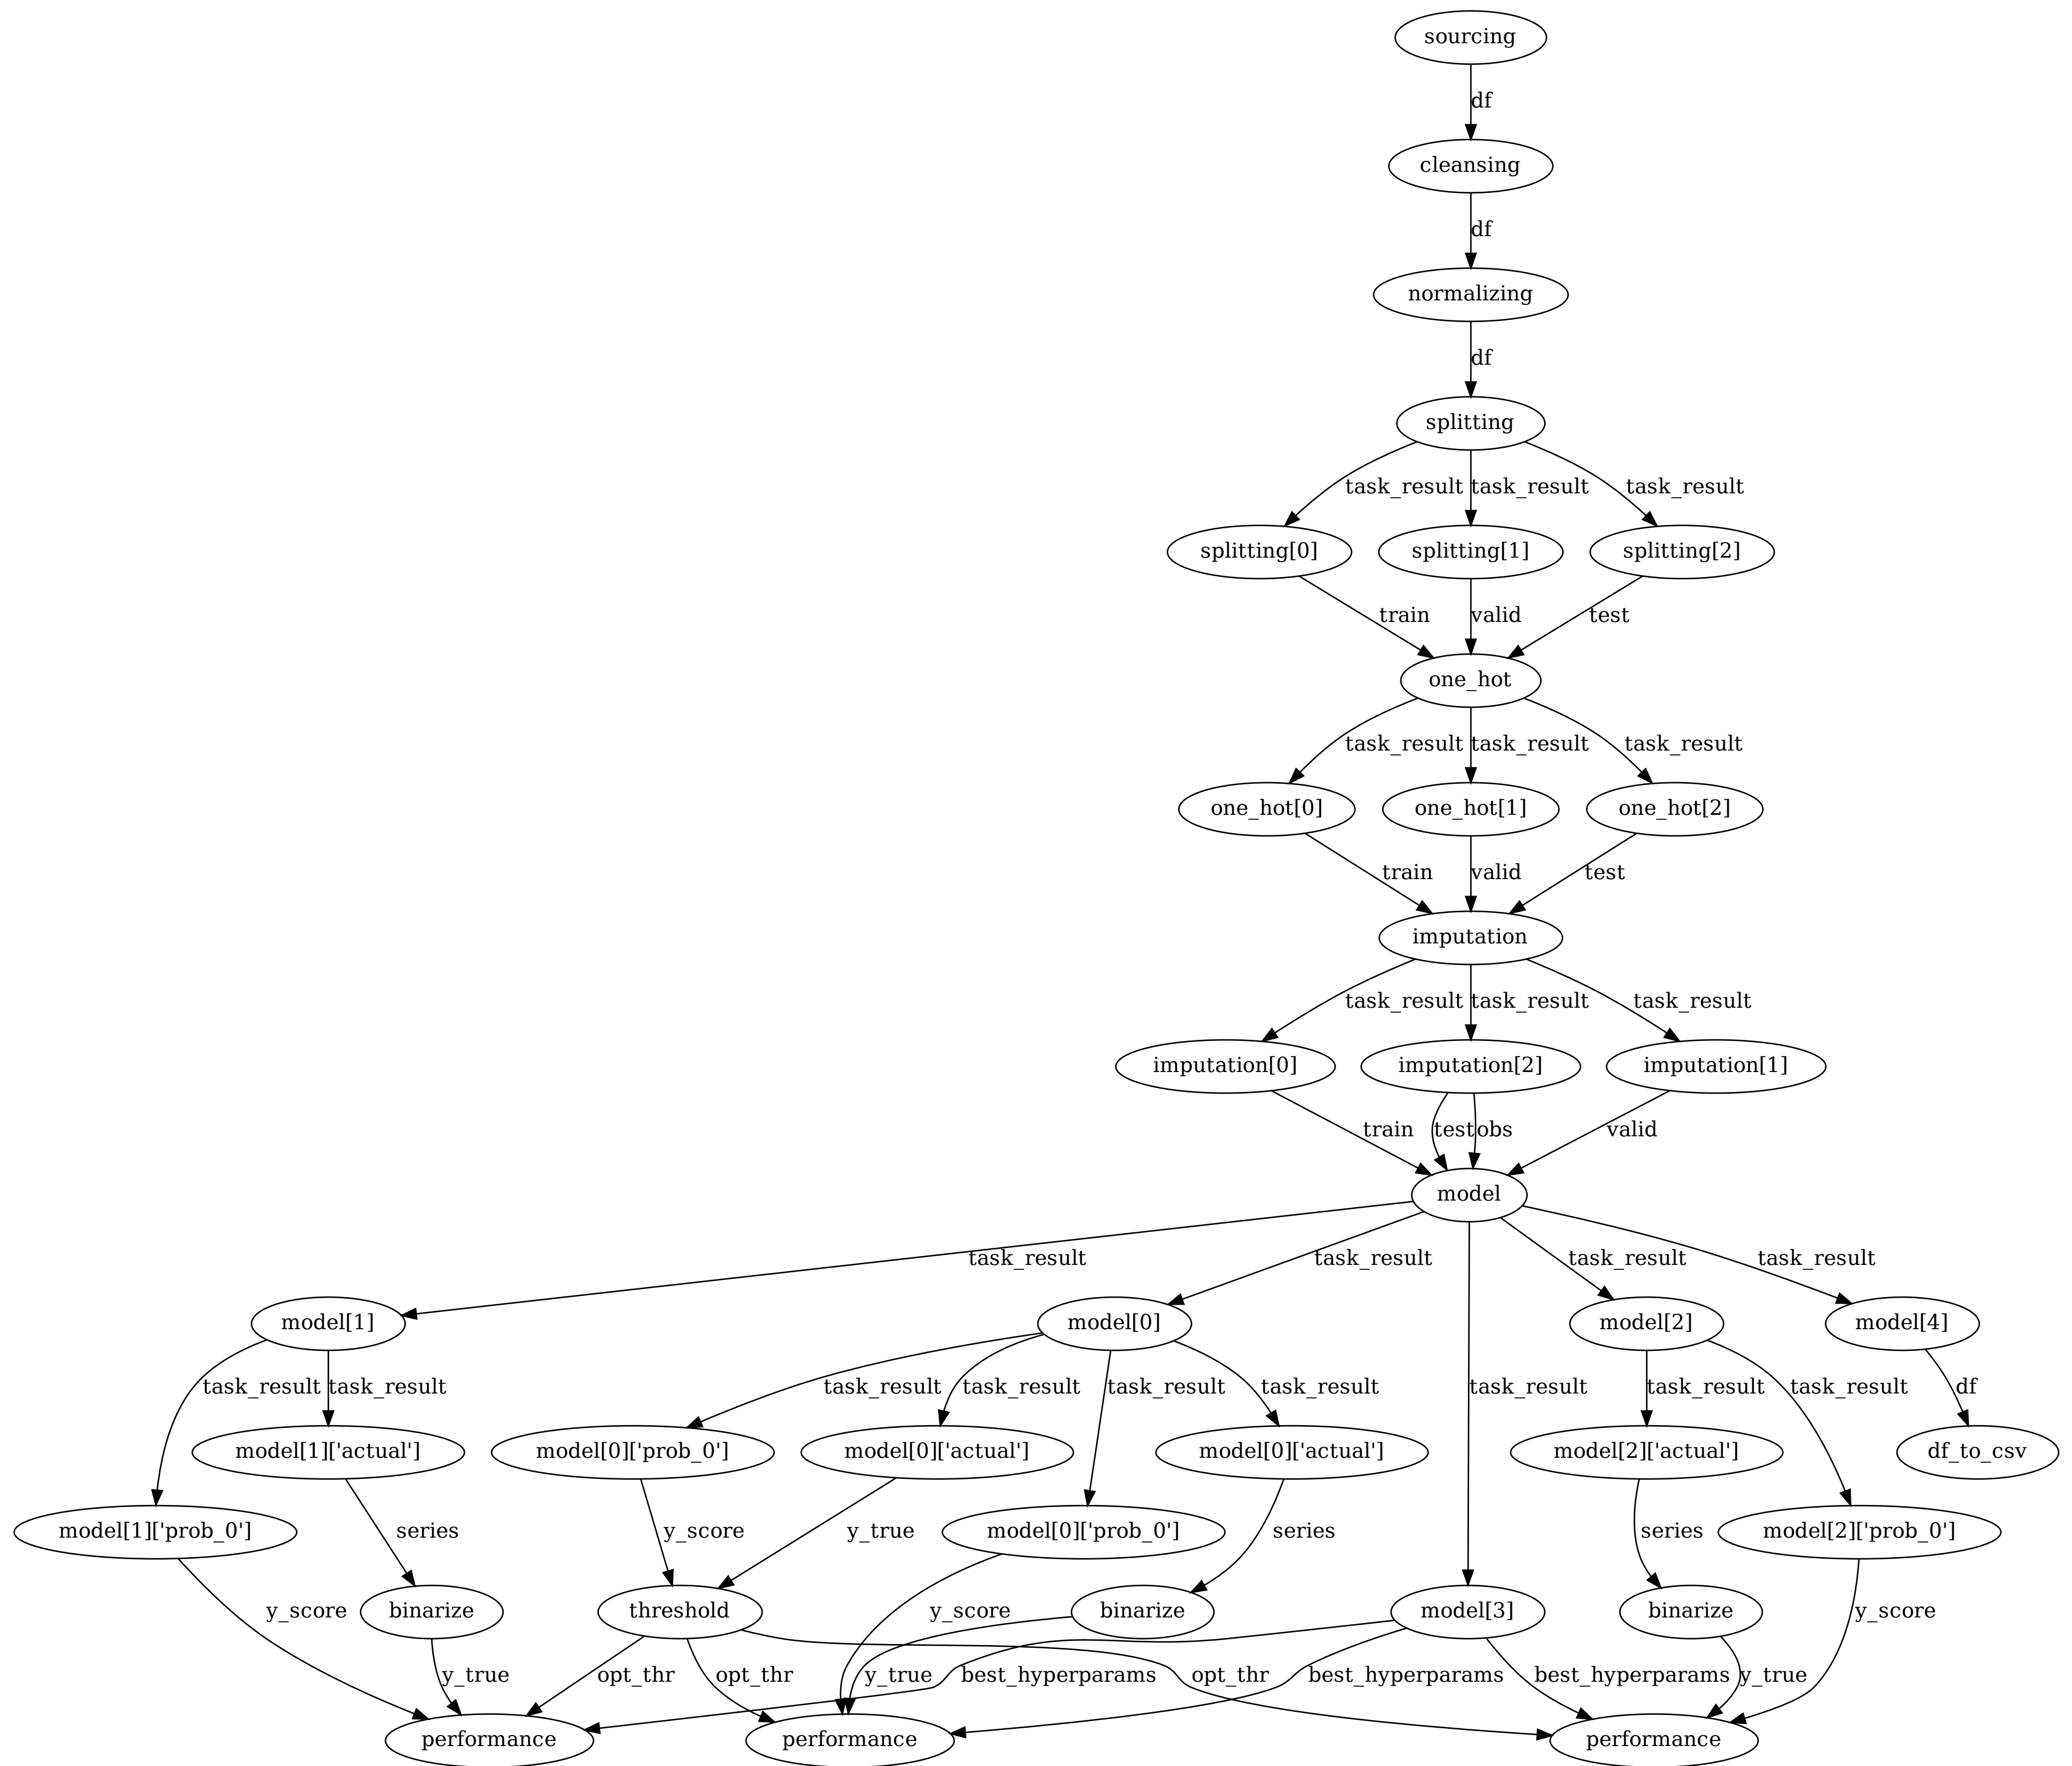 sourcing
df
cleansing
df
normalizing
df
splitting
task_result task_result task_result
splitting[0] splitting[1] splitting[2]
train valid test
one_hot
task_result task_result task_result
one_hot[0] one_hot[1] one_hot[2]
train valid test
imputation
task_result task_result task_result
imputation[0] imputation[2] imputation[1]
train test obs valid
model
task_result task_result task_result task_result
model[1] model[0] model[2] model[4]
task_result task_result task_result task_result task_result task_result task_result task_result task_result df
model[1]['actual'] model[0]['prob_0'] model[0]['actual'] model[0]['actual'] model[2]['actual'] df_to_csv
model[1]['prob_0'] series y_score y_true model[0]['prob_0'] series series model[2]['prob_0']
y_score binarize threshold y_score binarize model[3] binarize y_score
y_true opt_thr opt_thr y_true best_hyperparams opt_thr best_hyperparams best_hyperparams y_true
performance performance performance